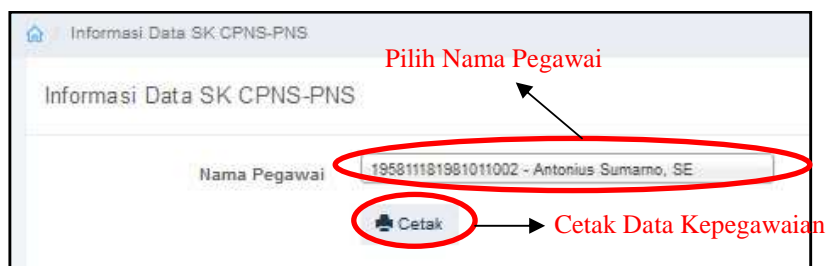 Informasi Data SK CPNS-PNS
Pilih Nama Pegawai
Informasi Data SK CPNS-PNS
Nama Pegawai
195811181981011002 - Antonius Sumarno, SE
Cetak
Cetak Data Kepegawaian